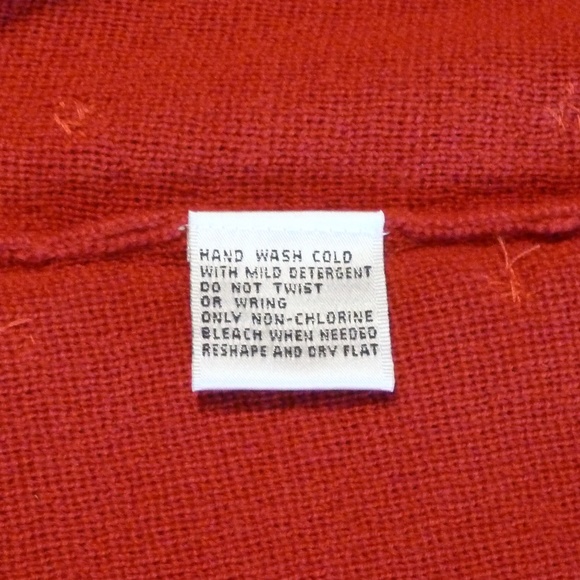 HAND WASH COLD
WITH MILD DETERGENT
DO NOT TWIST
OR WRING
ONLY NON-CHLORINE
BLEACH WHEN NEEDED
RESHAPE AND DRY FLAT